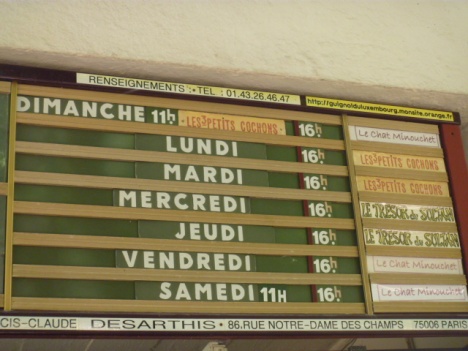 RENSEIGNEMENTS : • TEL : 01.43.26.46.47 http://guignolduluxembourg.monsite.orange.fr
DIMANCHE 11h • LES 3 PETITS COCHONS • 16h Le Chat Minouchet
LUNDI 16h LES 3 PETITS COCHONS
MARDI 16h LES 3 PETITS COCHONS
MERCREDI 16h LE TRESOR du SULTAN
JEUDI 16h LE TRESOR du SULTAN
VENDREDI 16h Le Chat Minouchet
SAMEDI 11H 16h Le Chat Minouchet
CIS-CLAUDE DESARTHIS • 86, RUE NOTRE-DAME DES CHAMPS 75006 PARIS